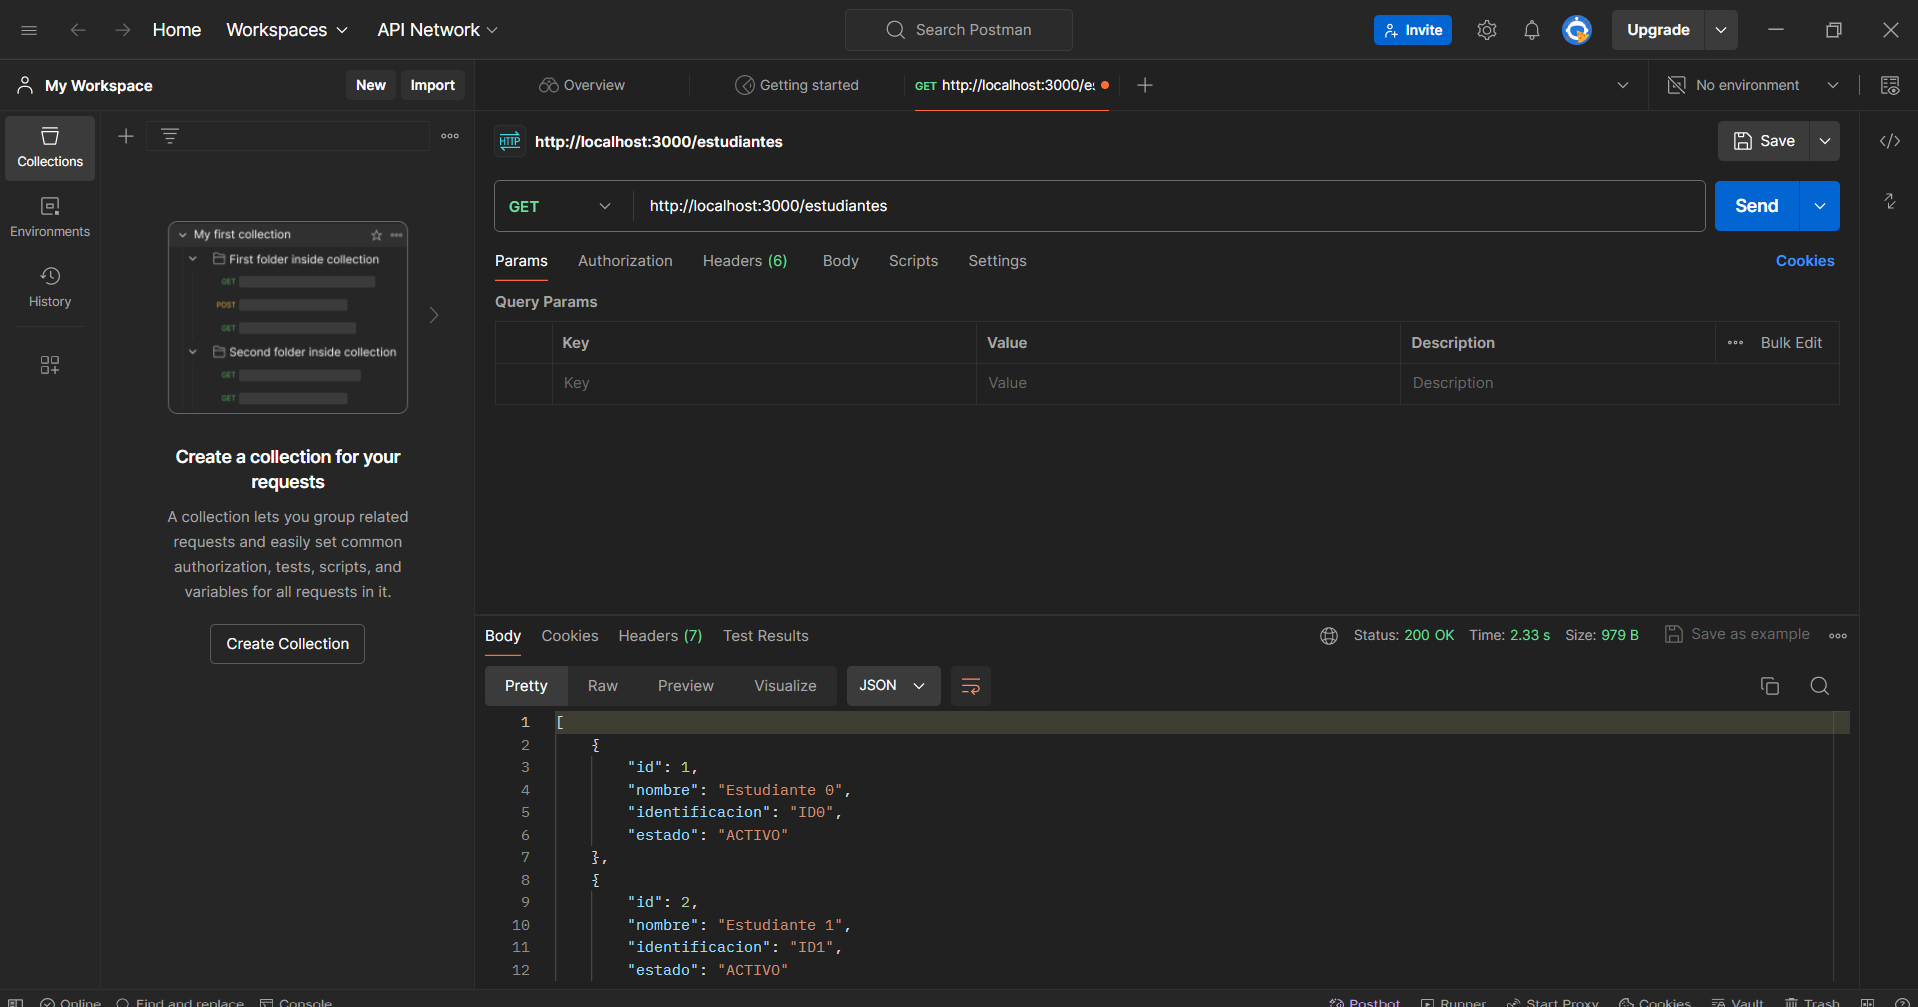 Home Workspaces API Network Search Postman Invite Upgrade
My Workspace New Import Overview Getting started GET http://localhost:3000/es No environment
Collections
Environments
History
My first collection
First folder inside collection
GET
POST
GET
Second folder inside collection
GET
GET
Create a collection for your
requests
A collection lets you group related
requests and easily set common
authorization, tests, scripts, and
variables for all requests in it.
Create Collection
HTTP http://localhost:3000/estudiantes Save
GET http://localhost:3000/estudiantes Send
Params Authorization Headers (6) Body Scripts Settings Cookies
Query Params
Key Value Description Bulk Edit
Key Value Description
Body Cookies Headers (7) Test Results Status: 200 OK Time: 2.33 s Size: 979 B Save as example
Pretty Raw Preview Visualize JSON
1 [
2 {
3 "id": 1,
4 "nombre": "Estudiante 0",
5 "identificacion": "ID0",
6 "estado": "ACTIVO"
7 },
8 {
9 "id": 2,
10 "nombre": "Estudiante 1",
11 "identificacion": "ID1",
12 "estado": "ACTIVO"
Online Find and replace Console Postbot Runner Start Proxy Cookies Vault Trash